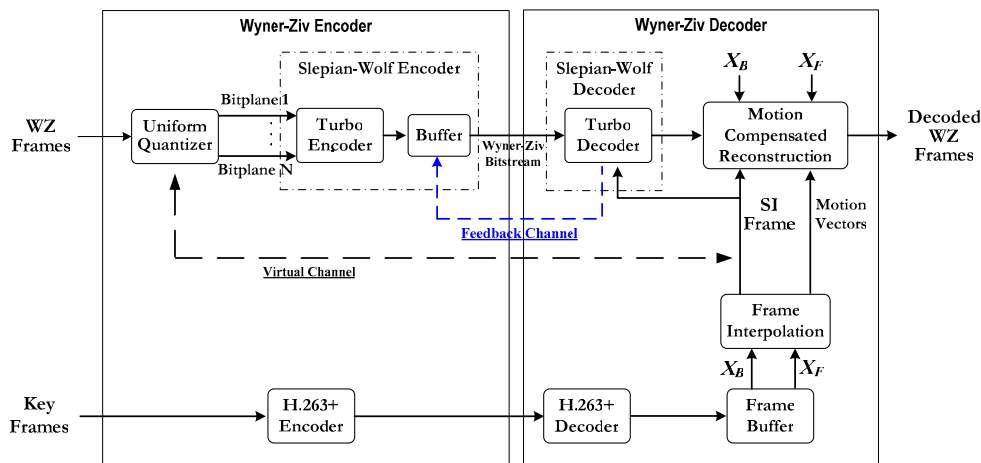 Wyner-Ziv Encoder
Wyner-Ziv Decoder
Slepian-Wolf Encoder
Slepian-Wolf
Decoder
X_B
X_F
WZ
Frames
Uniform
Quantizer
Bitplane 1
Bitplane N
Turbo
Encoder
Buffer
Wyner-Ziv
Bitstream
Turbo
Decoder
Motion
Compensated
Reconstruction
Decoded
WZ
Frames
Feedback Channel
SI
Frame
Motion
Vectors
Virtual Channel
Frame
Interpolation
X_B
X_F
Key
Frames
H.263+
Encoder
H.263+
Decoder
Frame
Buffer